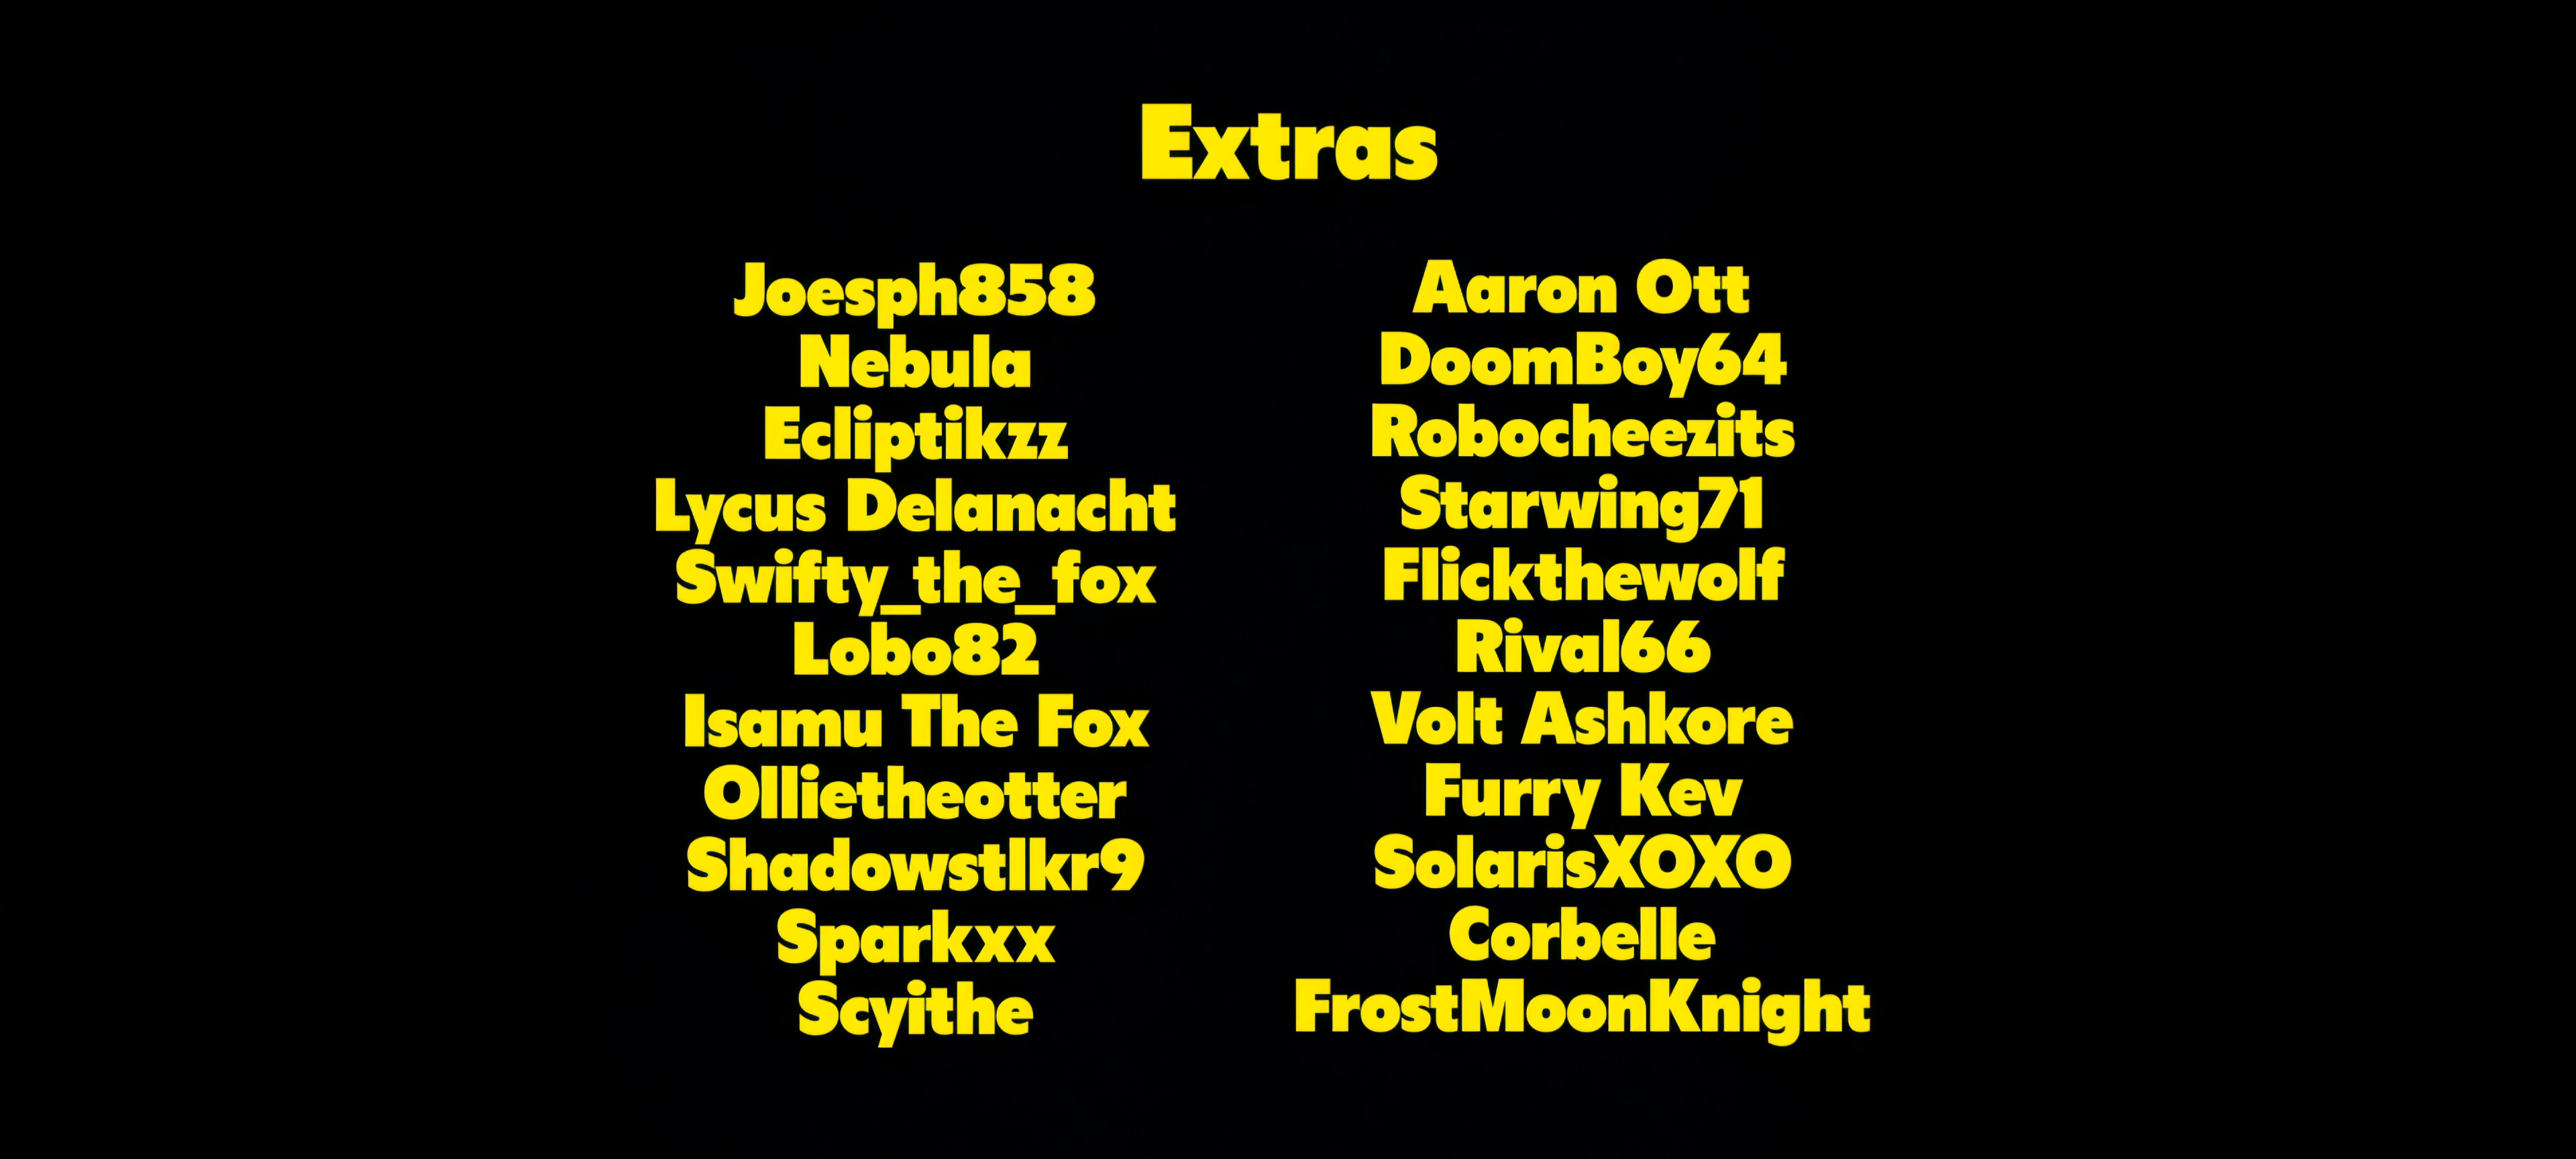 Extras
Joesph858
Nebula
Ecliptikzz
Lycus Delanacht
Swifty_the_fox
Lobo82
Isamu The Fox
Ollietheotter
Shadowstlkr9
Sparkxx
Scyithe
Aaron Ott
DoomBoy64
Robocheezits
Starwing71
Flickthewolf
Rival66
Volt Ashkore
Furry Kev
SolarisXOXO
Corbelle
FrostMoonKnight